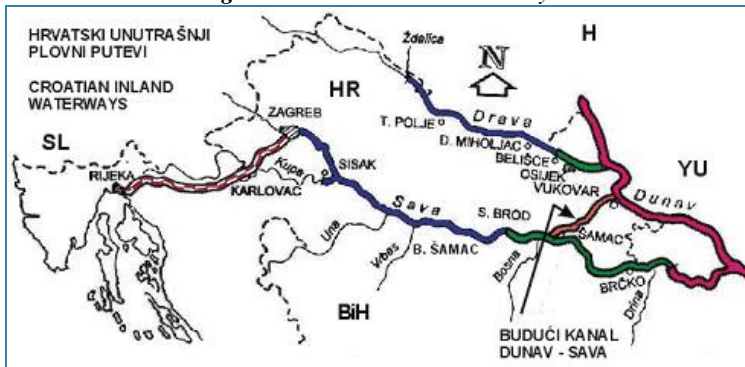 HRVATSKI UNUTRAŠNJI
PLOVNI PUTEVI
CROATIAN INLAND
WATERWAYS
Ždalica
H
N
HR
Drava
ZAGREB
T. POLJE
D. MIHOLJAC
SL
BELIŠĆE
OSIJEK
YU
RIJEKA
Kupa
SISAK
VUKOVAR
KARLOVAC
Dunav
Sava
S. BROD
Una
ŠAMAC
Vrbas
B. ŠAMAC
Bosna
BRČKO
Drina
BiH
BUDUĆI KANAL
DUNAV - SAVA